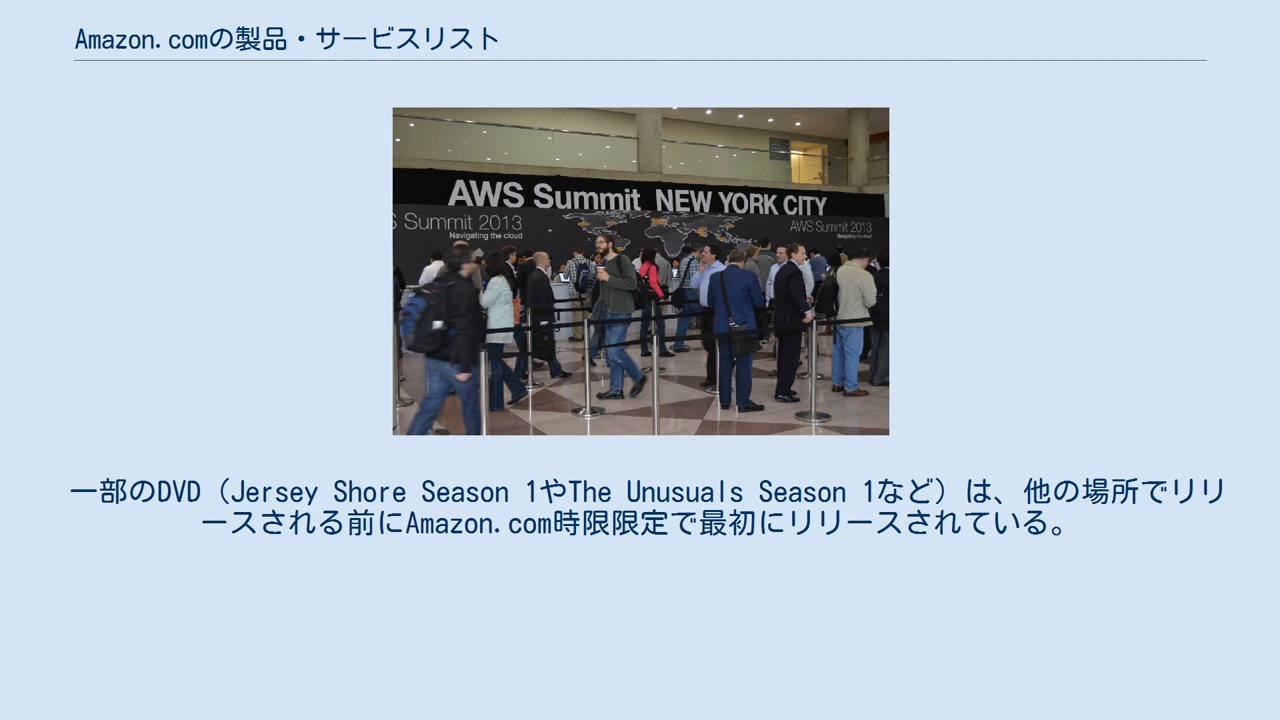 Amazon.comの製品・サービスリスト
AWS Summit NEW YORK CITY
S Summit 2013
Navigating the cloud
AWS Summit 2013
Navigating the cloud
一部のDVD（Jersey Shore Season 1やThe Unusuals Season 1など）は、他の場所でリリ
ースされる前にAmazon.com時限限定で最初にリリースされている。